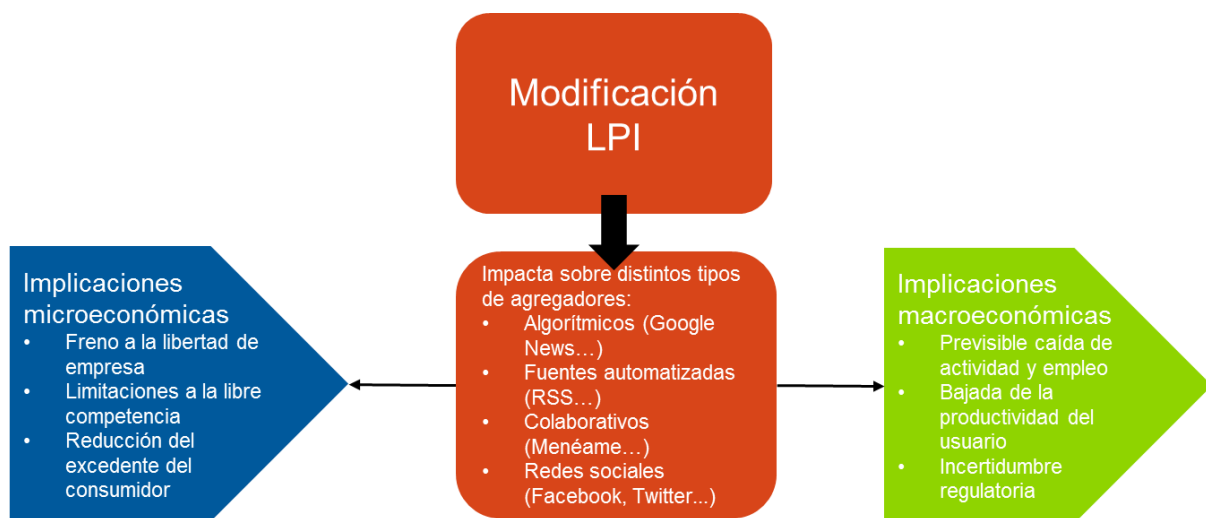 Modificación
LPI
Implicaciones
microeconómicas
• Freno a la libertad de
empresa
• Limitaciones a la libre
competencia
• Reducción del
excedente del
consumidor
Impacta sobre distintos tipos
de agregadores:
• Algorítmicos (Google
News…)
• Fuentes automatizadas
(RSS…)
• Colaborativos
(Menéame…)
• Redes sociales
(Facebook, Twitter...)
Implicaciones
macroeconómicas
• Previsible caída de
actividad y empleo
• Bajada de la
productividad del
usuario
• Incertidumbre
regulatoria